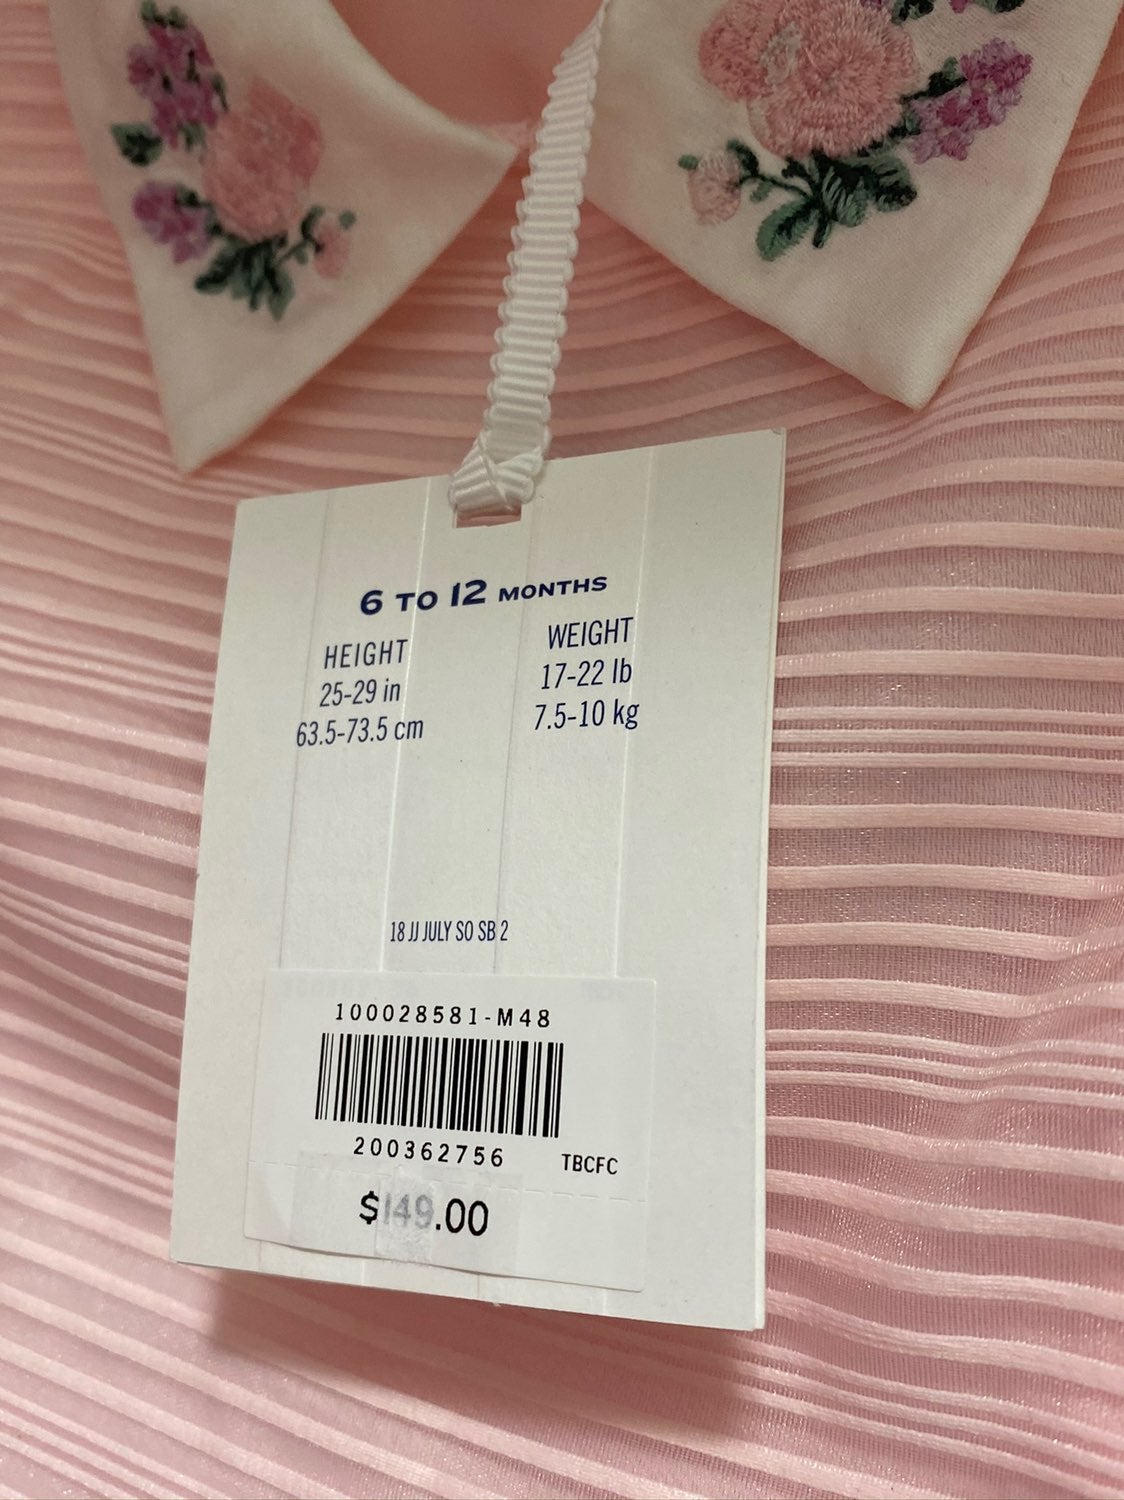 6 TO 12 MONTHS
HEIGHT
25-29 in
63.5-73.5 cm
WEIGHT
17-22 lb
7.5-10 kg
18 JJ JULY SO SB 2
100028581-M48
200362756
TBCFC
$149.00